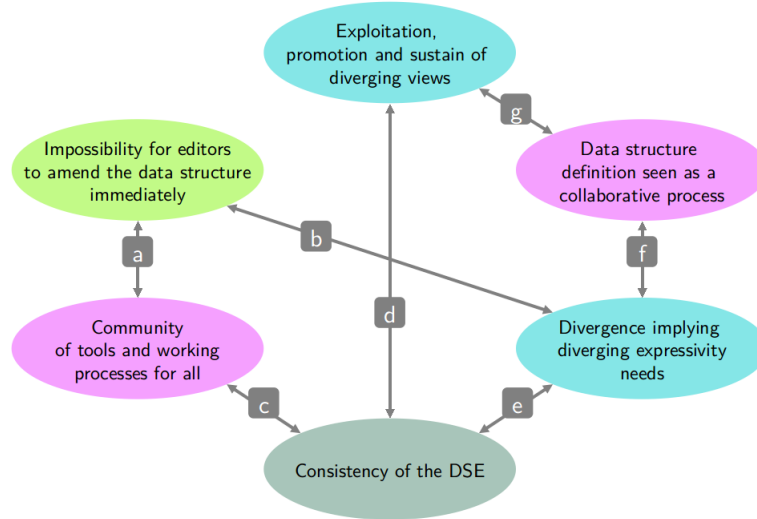 Exploitation,
promotion and sustain of
diverging views
g
Impossibility for editors
to amend the data structure
immediately
Data structure
definition seen as a
collaborative process
a
b
f
d
Community
of tools and working
processes for all
Divergence implying
diverging expressivity
needs
c
e
Consistency of the DSE